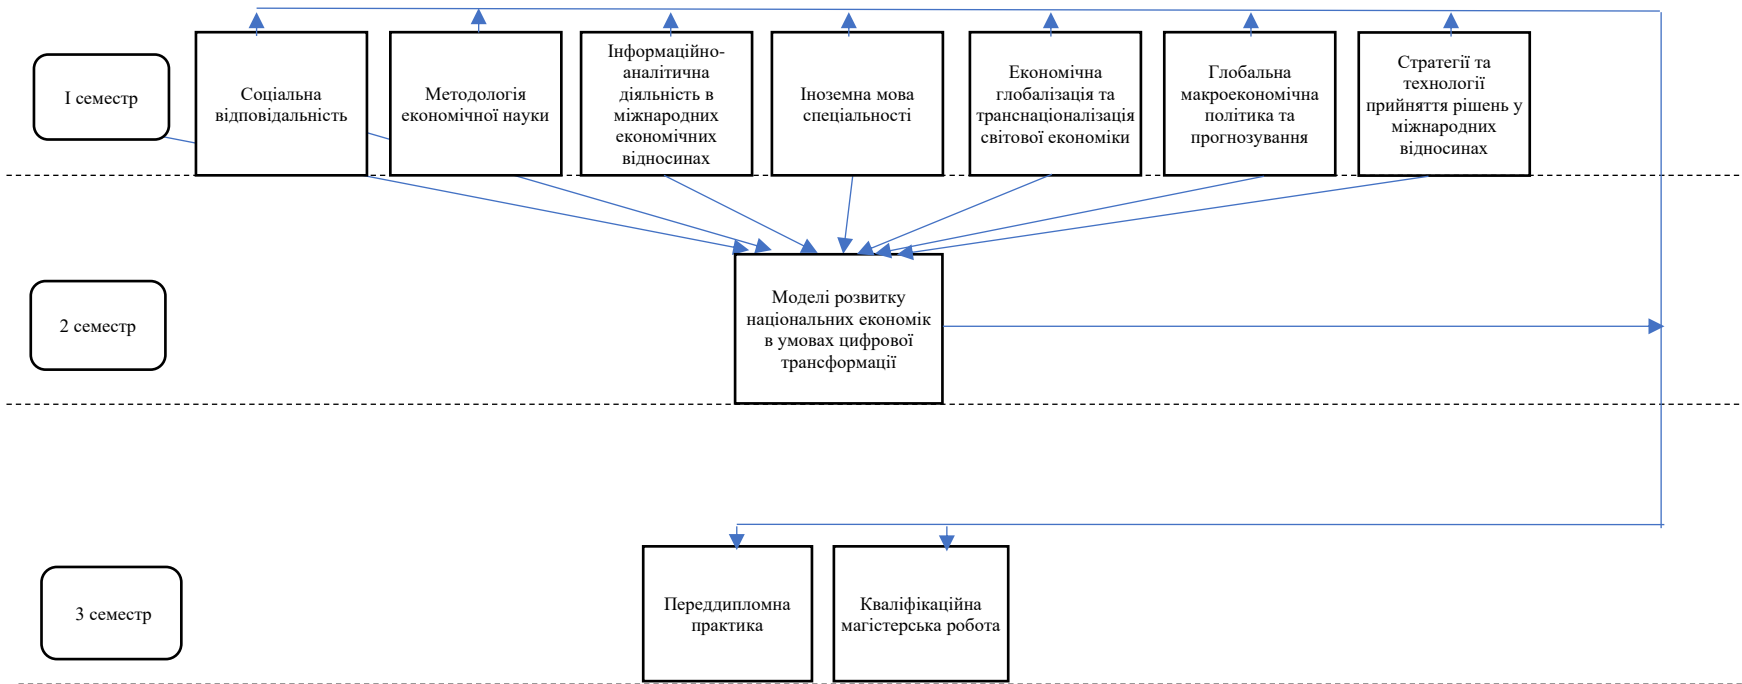 І семестр
Соціальна
відповідальність
Методологія
економічної науки
Інформаційно-
аналітична
діяльність в
міжнародних
економічних
відносинах
Іноземна мова
спеціальності
Економічна
глобалізація та
транснаціоналізація
світової економіки
Глобальна
макроекономічна
політика та
прогнозування
Стратегії та
технології
прийняття рішень у
міжнародних
відносинах
2 семестр
Моделі розвитку
національних економік
в умовах цифрової
трансформації
3 семестр
Переддипломна
практика
Кваліфікаційна
магістерська робота